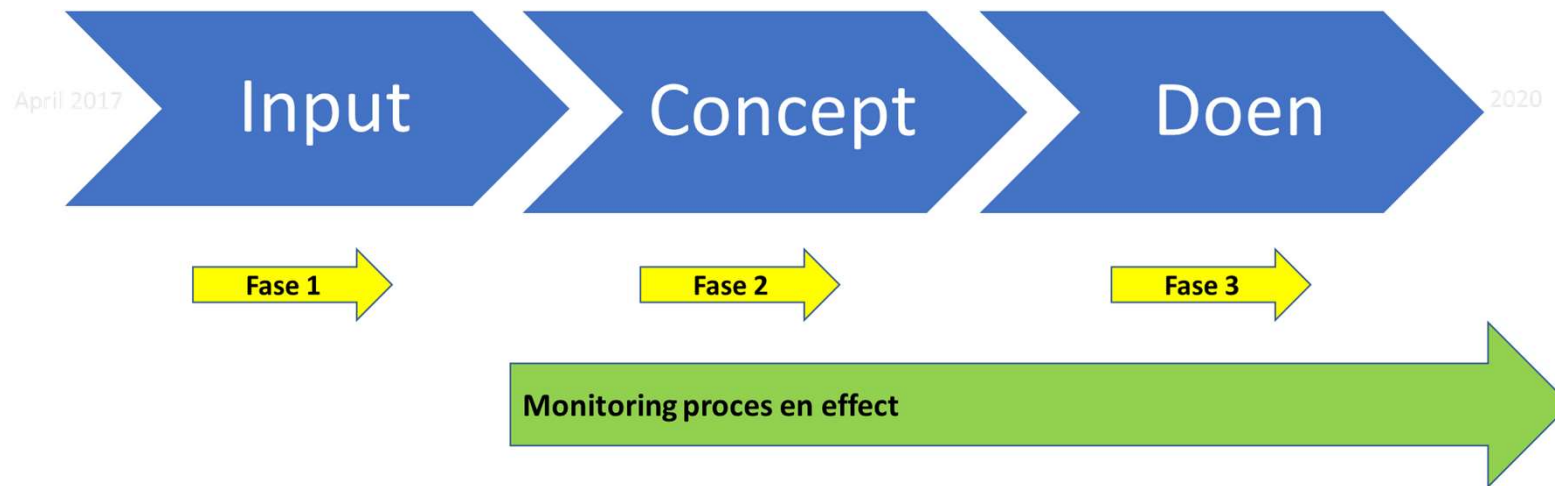 April 2017
Input
Concept
Doen
2020
Fase 1
Fase 2
Fase 3
Monitoring proces en effect